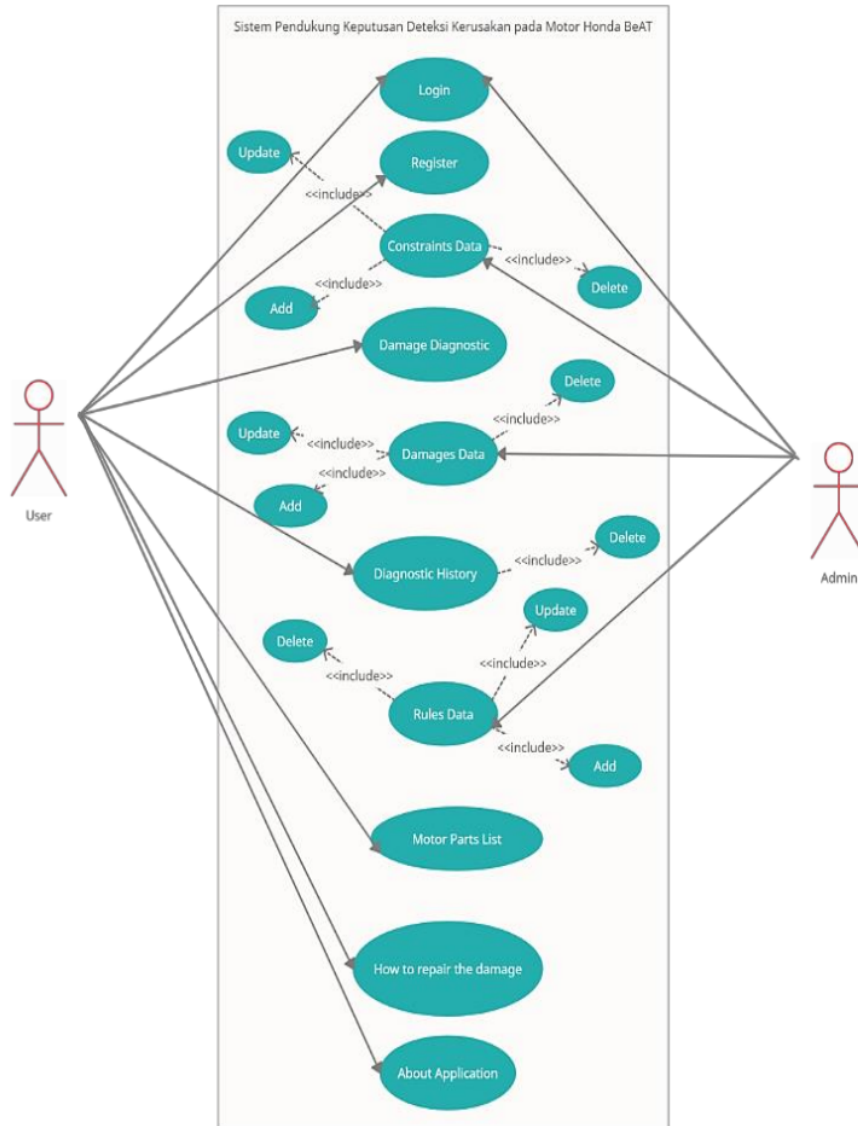 Sistem Pendukung Keputusan Deteksi Kerusakan pada Motor Honda BeAT
Login
Update
Register
<<include>>
Constraints Data
<<include>>
<<include>>
Delete
Add
Damage Diagnostic
Delete
Update
<<include>>
<<include>>
Damages Data
<<include>>
Add
User
Delete
<<include>>
Diagnostic History
Admin
Update
Delete
<<include>>
<<include>>
Rules Data
<<include>>
Add
Motor Parts List
How to repair the damage
About Application